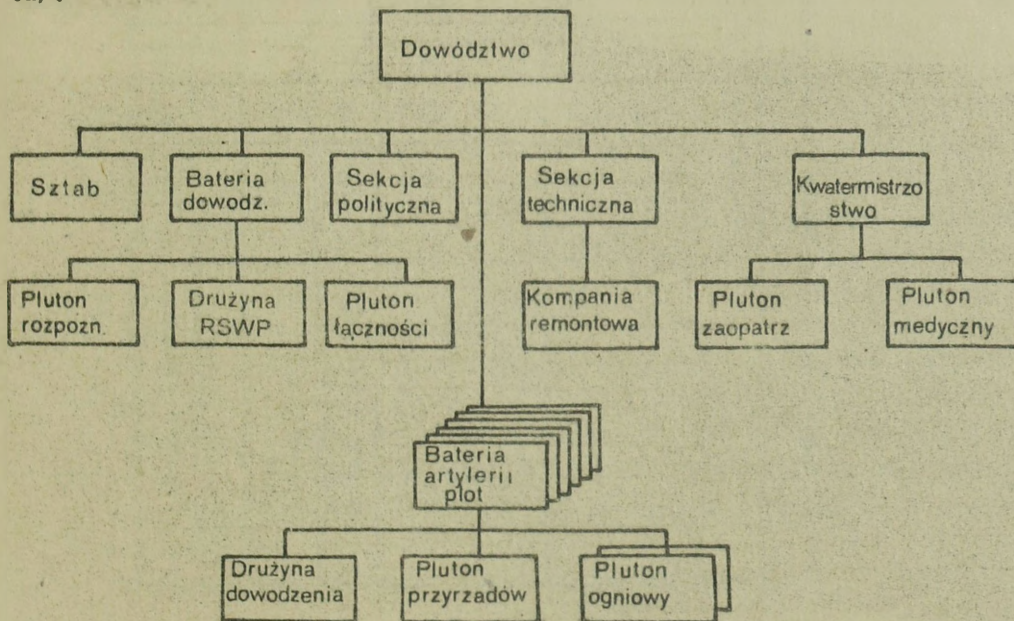 Dowództwo
Sztab
Bateria
dowodz.
Sekcja
polityczna
Sekcja
techniczna
Kwatermistrzo
stwo
Pluton
rozpozn.
Drużyna
RSWP
Pluton
łączności
Kompania
remontowa
Pluton
zaopatrz
Pluton
medyczny
Bateria
artylerii
plot
Drużyna
dowodzenia
Pluton
przyrządów
Pluton
ogniowy